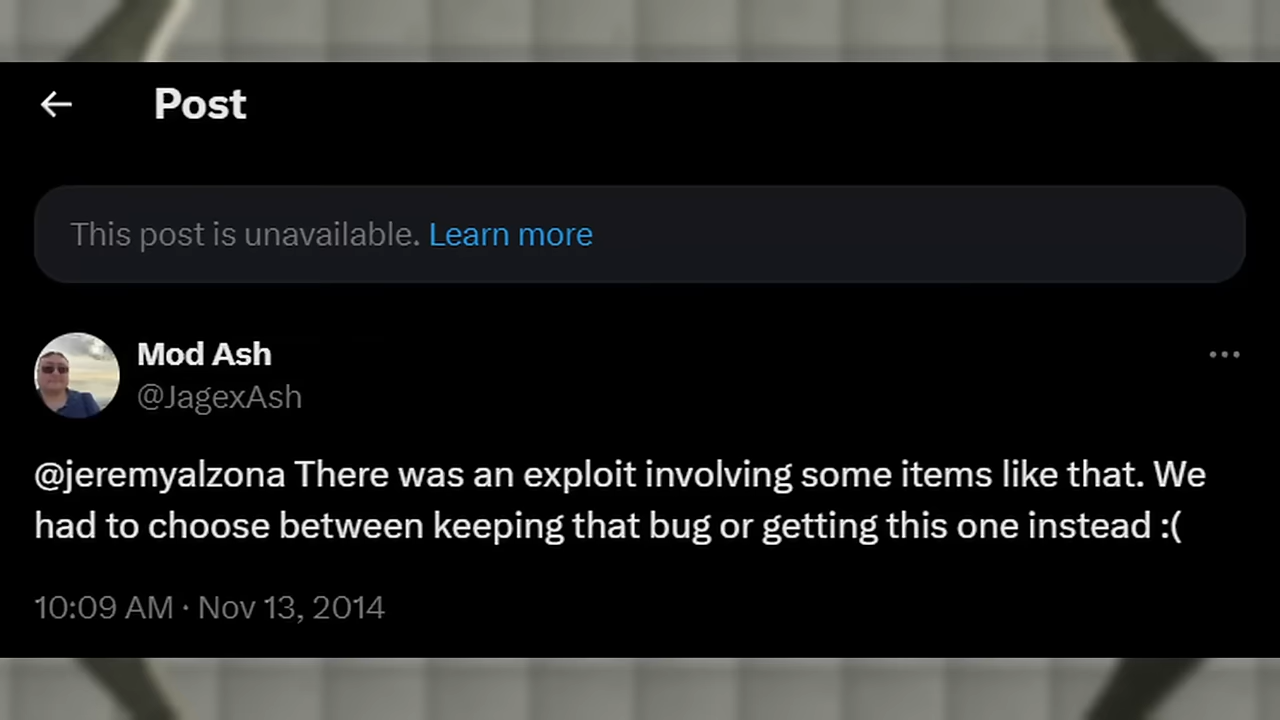 Post
This post is unavailable. Learn more
Mod Ash
@JagexAsh
@jeremyalzona There was an exploit involving some items like that. We
had to choose between keeping that bug or getting this one instead :(
10:09 AM · Nov 13, 2014